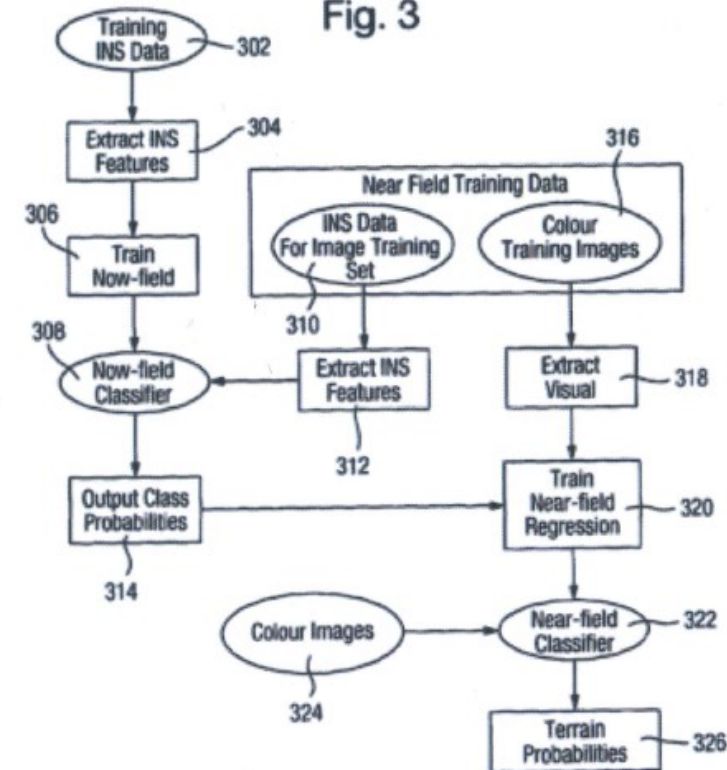 Fig. 3
Training
INS Data
302
Extract INS
Features
304
316
Near Field Training Data
306
Train
Now-field
INS Data
For Image Training
Set
Colour
Training Images
310
308
Now-field
Classifier
Extract INS
Features
Extract
Visual
318
312
Output Class
Probabilities
Train
Near-field
Regression
320
314
Colour Images
Near-field
Classifier
322
324
Terrain
Probabilities
326